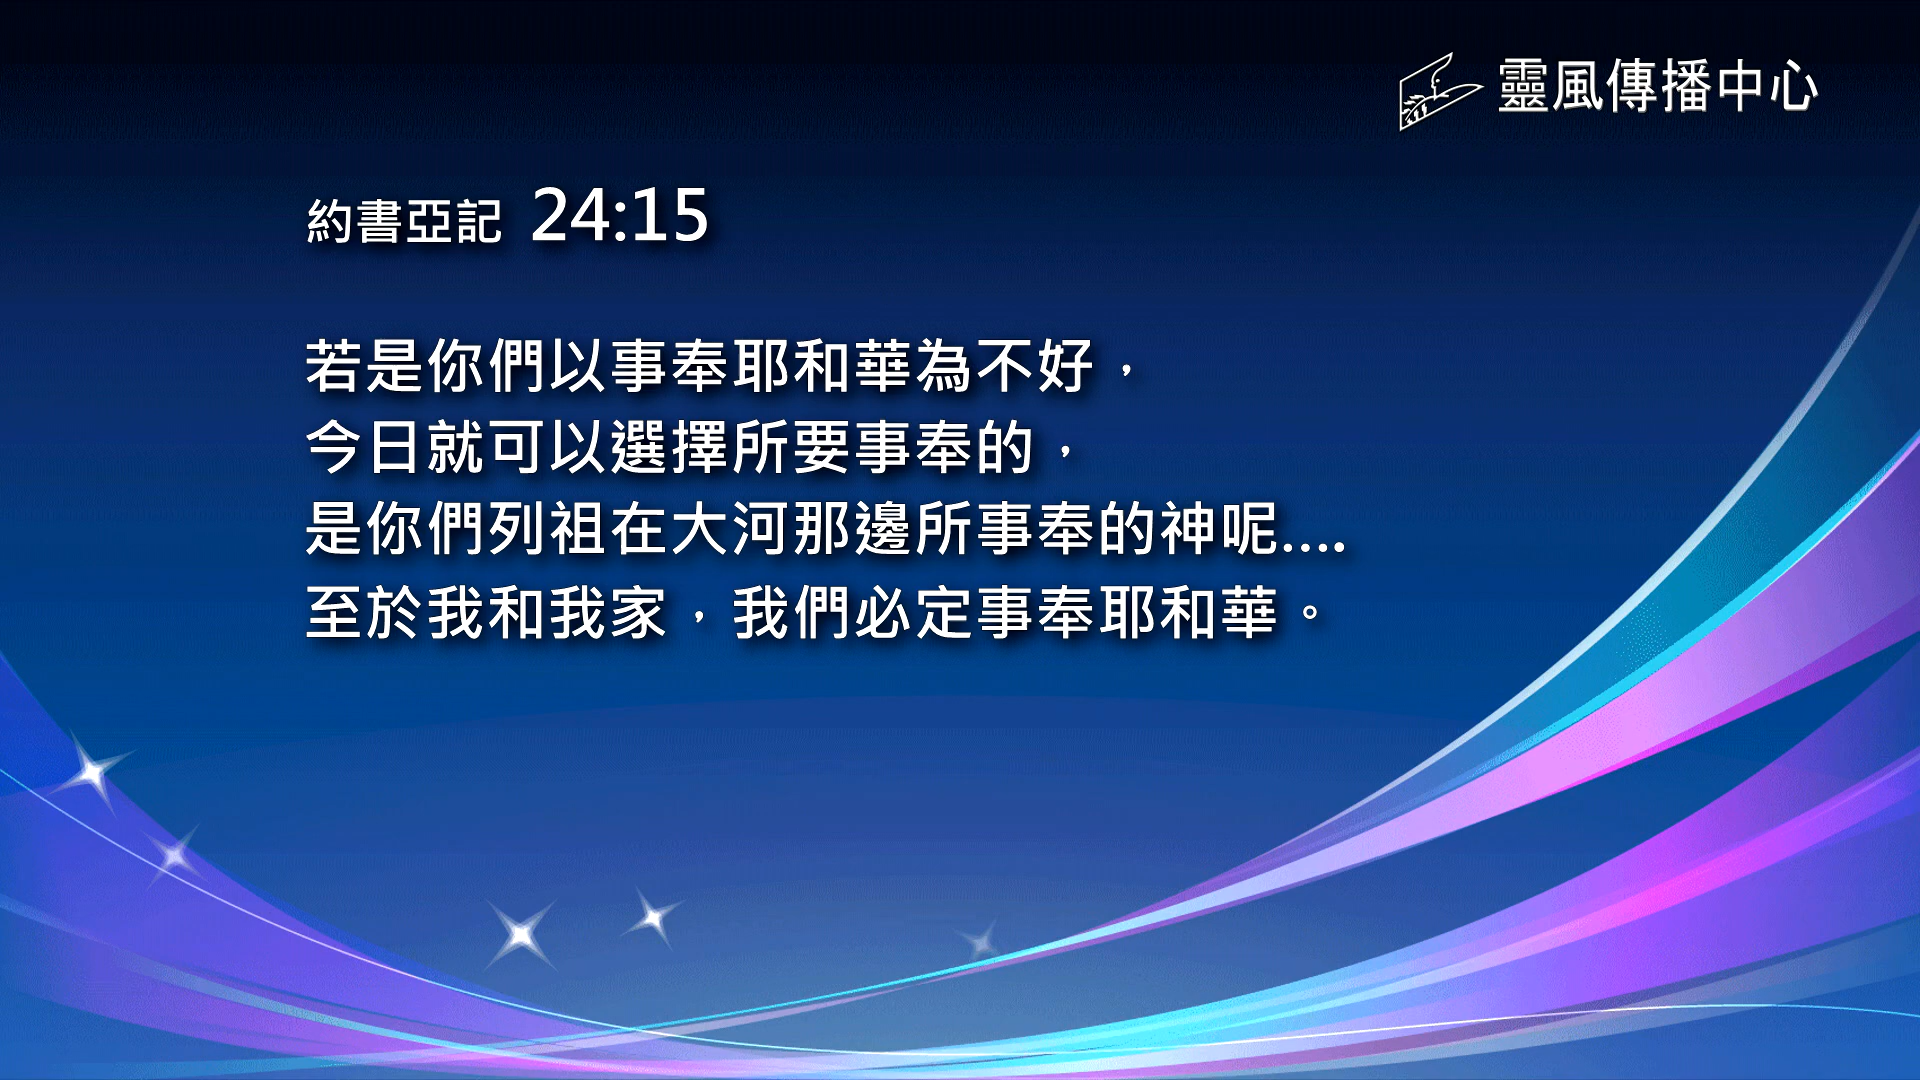 靈風傳播中心
約書亞記 24:15
若是你們以事奉耶和華為不好，
今日就可以選擇所要事奉的，
是你們列祖在大河那邊所事奉的神呢....
至於我和我家，我們必定事奉耶和華。